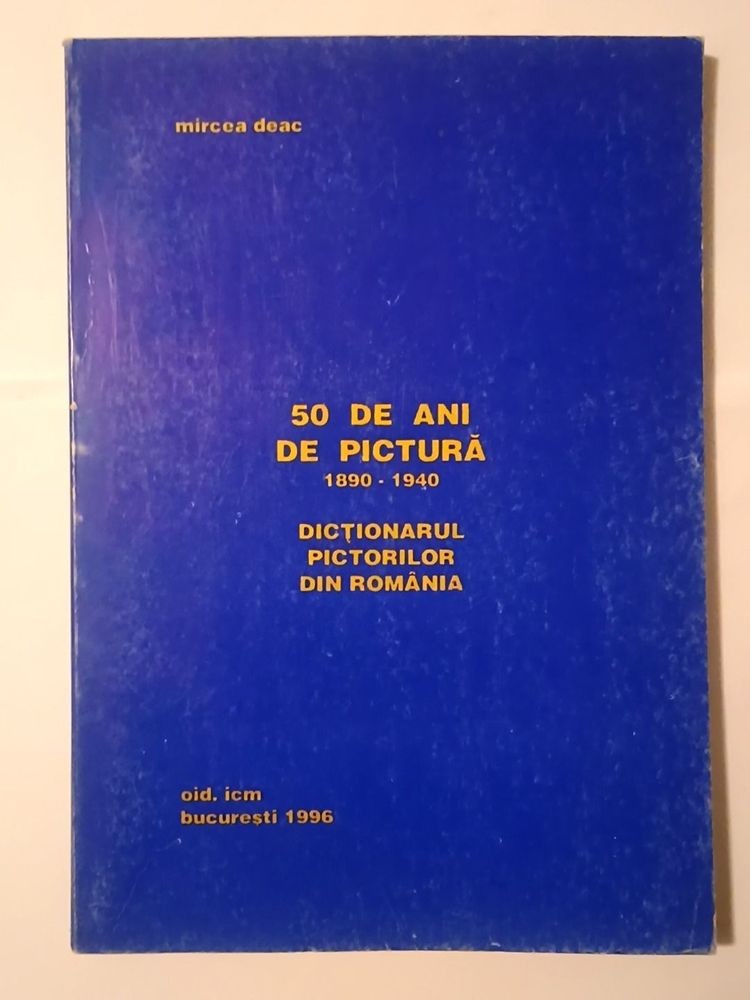 mircea deac
50 DE ANI
DE PICTURĂ
1890 - 1940
DICȚIONARUL
PICTORILOR
DIN ROMÂNIA
oid. icm
bucurești 1996